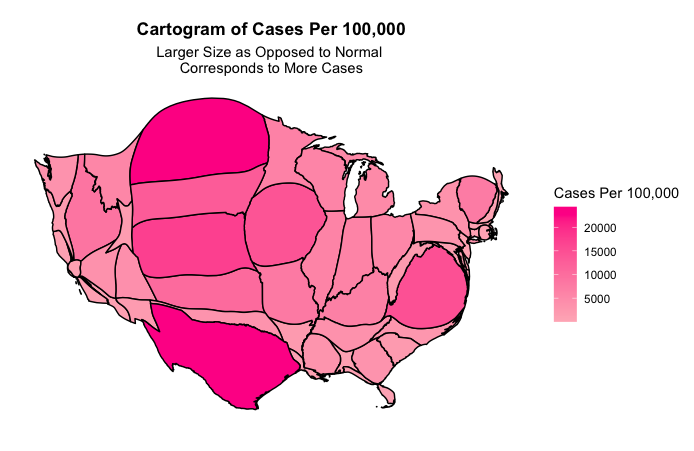 Cartogram of Cases Per 100,000
Larger Size as Opposed to Normal
Corresponds to More Cases
Cases Per 100,000
20000
15000
10000
5000